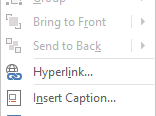 Group
Bring to Front
Send to Back
Hyperlink...
Insert Caption...